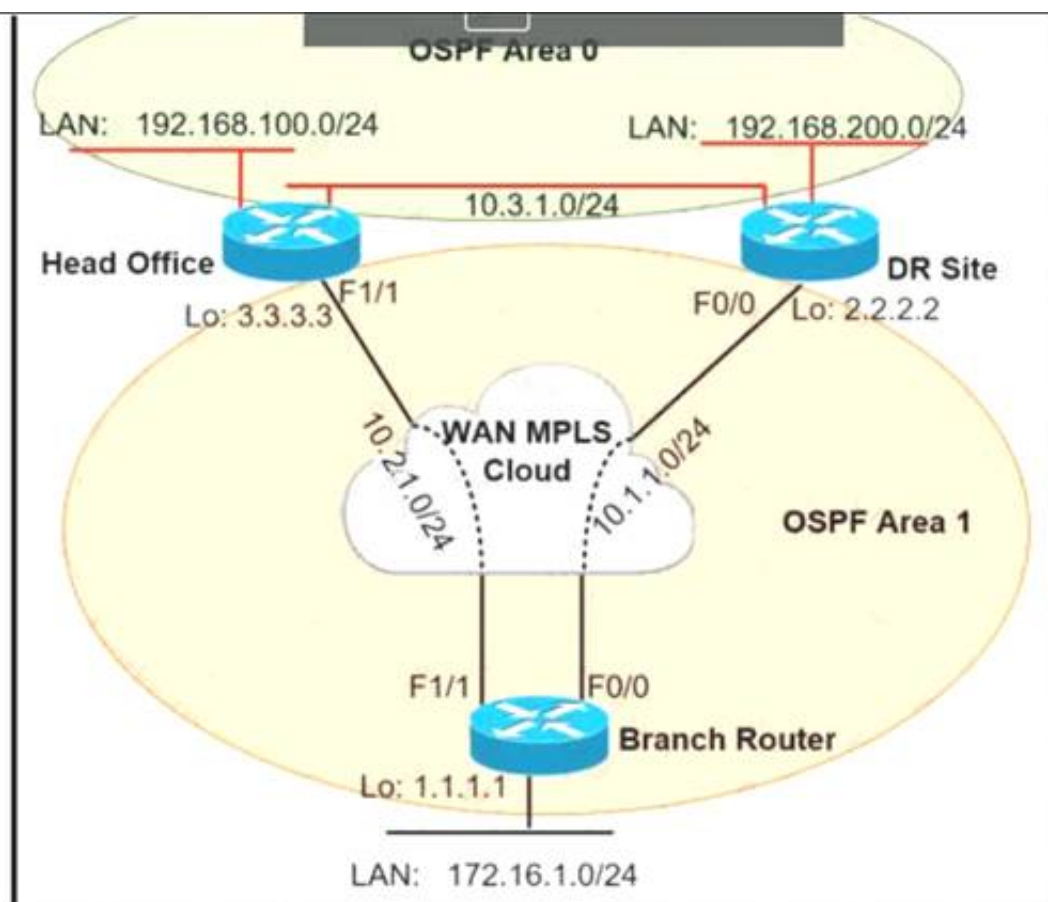 OSPF Area 0
LAN: 192.168.100.0/24
LAN: 192.168.200.0/24
10.3.1.0/24
Head Office
DR Site
F1/1
F0/0
Lo: 3.3.3.3
Lo: 2.2.2.2
WAN MPLS
Cloud
10.2.1.0/24
10.1.1.0/24
OSPF Area 1
F1/1
F0/0
Branch Router
Lo: 1.1.1.1
LAN: 172.16.1.0/24